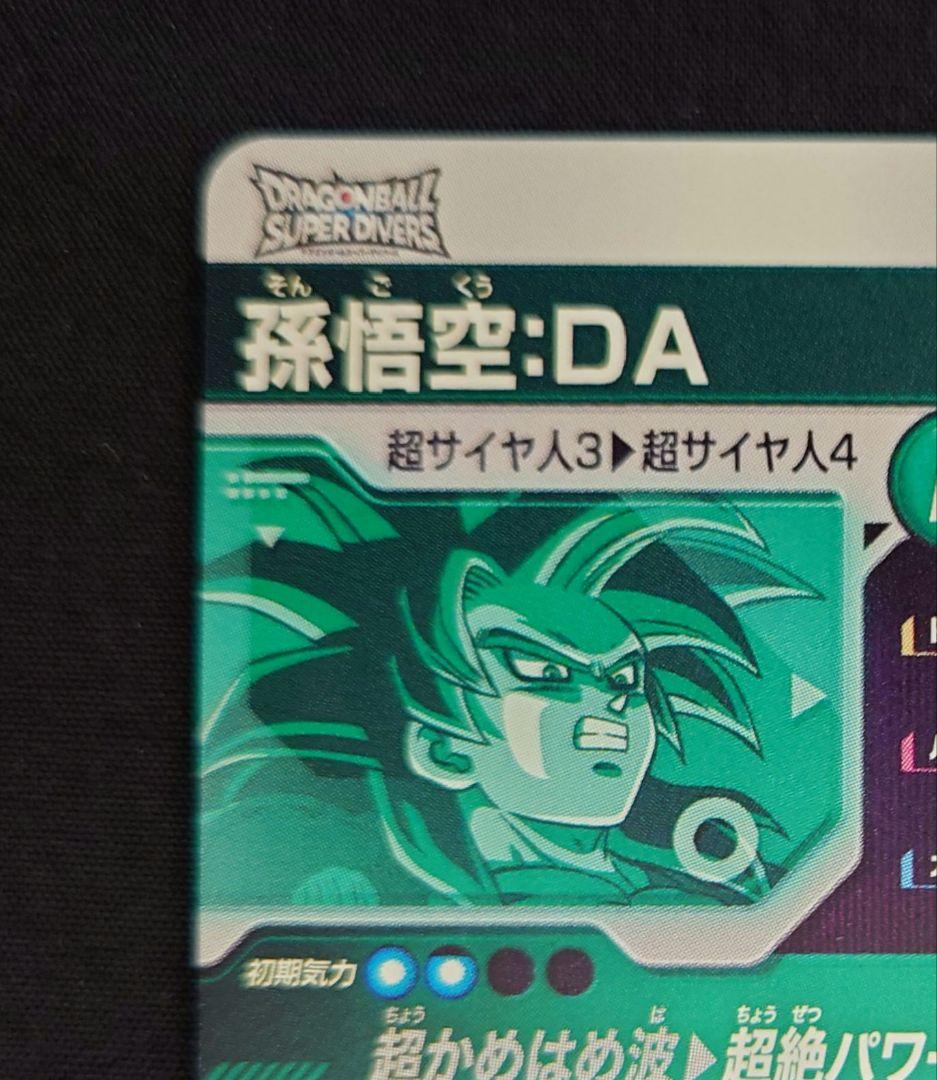 DRAGONBALL
SUPER DIVERS
そん ご くう
孫悟空:DA
超サイヤ人3▶超サイヤ人4
初期気力
ちょう は ちょう ぜつ
超かめはめ波▶超絶パワー